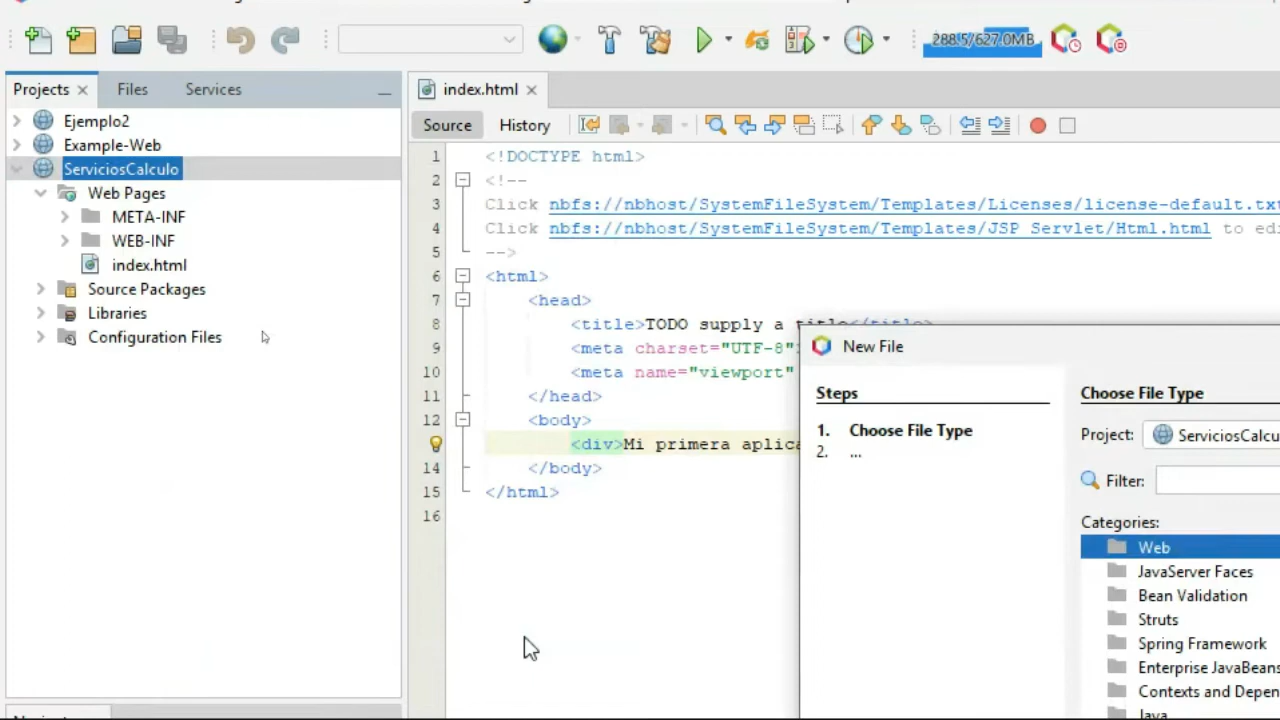 288.5/627.0MB
Projects
Files
Services
index.html
Ejemplo2
Example-Web
ServiciosCalculo
Web Pages
META-INF
WEB-INF
index.html
Source Packages
Libraries
Configuration Files
Source
History
1 <!DOCTYPE html>
2 <!--
3 Click nbfs://nbhost/SystemFileSystem/Templates/Licenses/license-default.txt
4 Click nbfs://nbhost/SystemFileSystem/Templates/JSP_Servlet/Html.html to edi
5 -->
6 <html>
7 <head>
8 <title>TODO supply a title</title>
9 <meta charset="UTF-8"
10 <meta name="viewport"
11 </head>
12 <body>
<div>Mi primera aplica
14 </body>
15 </html>
16
New File
Steps
1. Choose File Type
2. ...
Choose File Type
Project: ServiciosCalcu
Filter:
Categories:
Web
JavaServer Faces
Bean Validation
Struts
Spring Framework
Enterprise JavaBeans
Contexts and Depen
Java